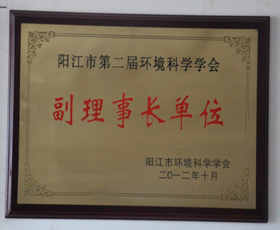 阳江市第二届环境科学学会
副理事长单位
阳江市环境科学学会
二〇一二年十月